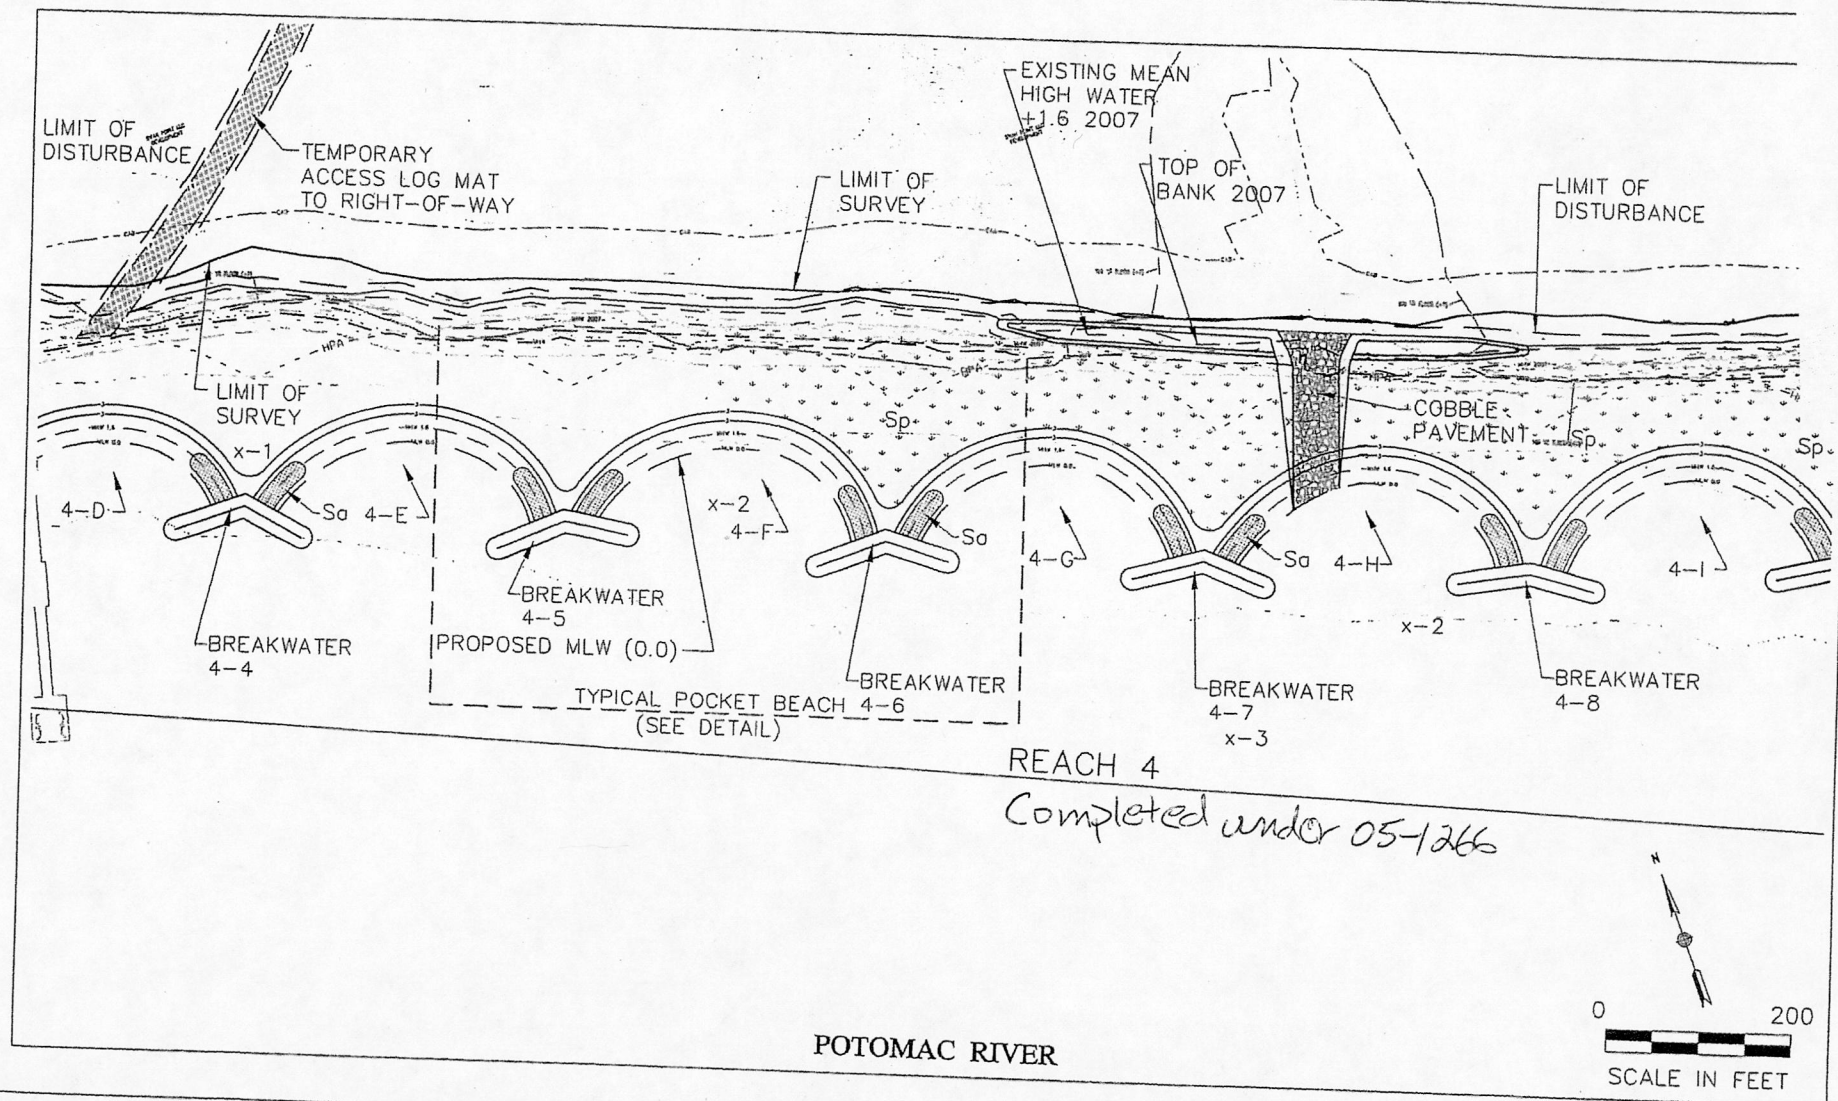 LIMIT OF
DISTURBANCE
TEMPORARY
ACCESS LOG MAT
TO RIGHT-OF-WAY
LIMIT OF
SURVEY
EXISTING MEAN
HIGH WATER
+1.6 2007
TOP OF
BANK 2007
LIMIT OF
DISTURBANCE
HPA
LIMIT OF
SURVEY
x-1
Sp
COBBLE
PAVEMENT
Sp
Sp
4-D
Sa
4-E
x-2
4-F
Sa
4-G
Sa
4-H
4-I
BREAKWATER
4-4
BREAKWATER
4-5
PROPOSED MLW (0.0)
BREAKWATER
4-6
TYPICAL POCKET BEACH
(SEE DETAIL)
x-2
BREAKWATER
4-7
x-3
BREAKWATER
4-8
REACH 4
Completed under 05-1266
N
POTOMAC RIVER
0 200
SCALE IN FEET